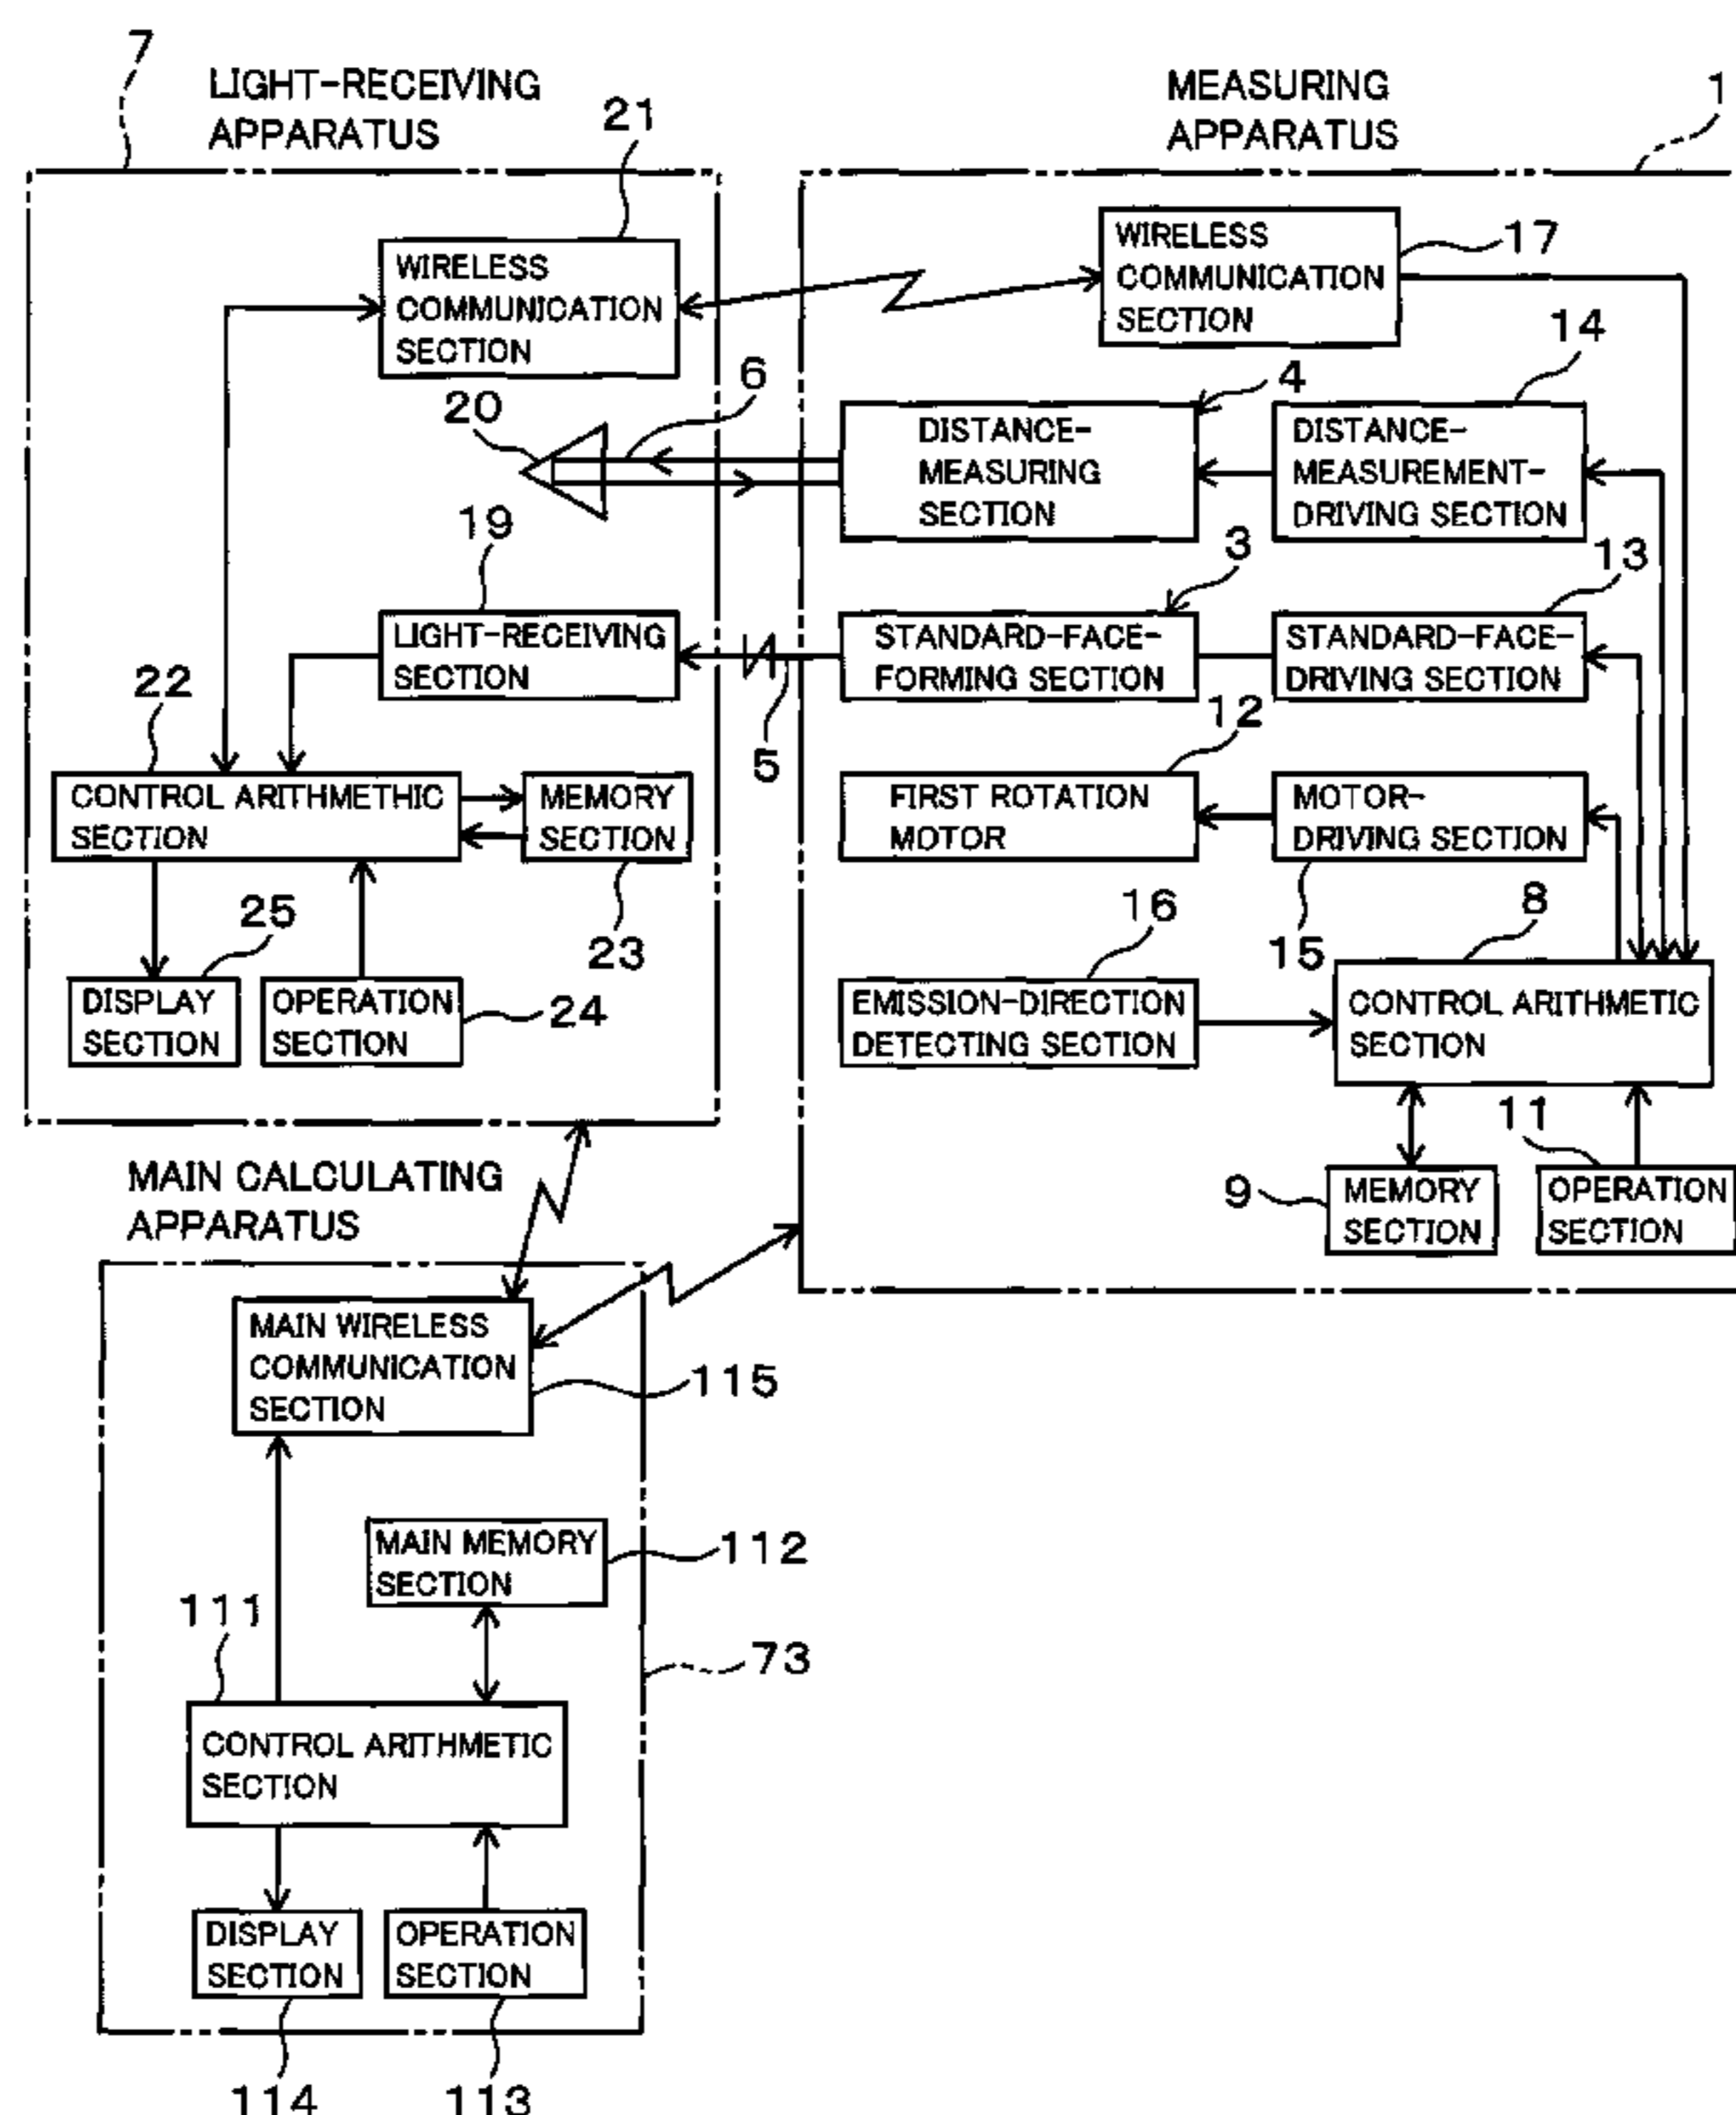 7
LIGHT-RECEIVING
APPARATUS
21
WIRELESS
COMMUNICATION
SECTION
20
6
19
LIGHT-RECEIVING
SECTION
5
22
CONTROL ARITHMETHIC
SECTION
MEMORY
SECTION
23
25
DISPLAY
SECTION
OPERATION
SECTION
24
MEASURING
APPARATUS
1
WIRELESS
COMMUNICATION
SECTION
17
4
DISTANCE-
MEASURING
SECTION
14
DISTANCE-
MEASUREMENT-
DRIVING SECTION
3
STANDARD-FACE-
FORMING SECTION
13
STANDARD-FACE-
DRIVING SECTION
12
FIRST ROTATION
MOTOR
MOTOR-
DRIVING SECTION
15
16
EMISSION-DIRECTION
DETECTING SECTION
8
CONTROL ARITHMETIC
SECTION
9
MEMORY
SECTION
11
OPERATION
SECTION
MAIN CALCULATING
APPARATUS
MAIN WIRELESS
COMMUNICATION
SECTION
115
MAIN MEMORY
SECTION
112
73
111
CONTROL ARITHMETIC
SECTION
DISPLAY
SECTION
114
OPERATION
SECTION
113